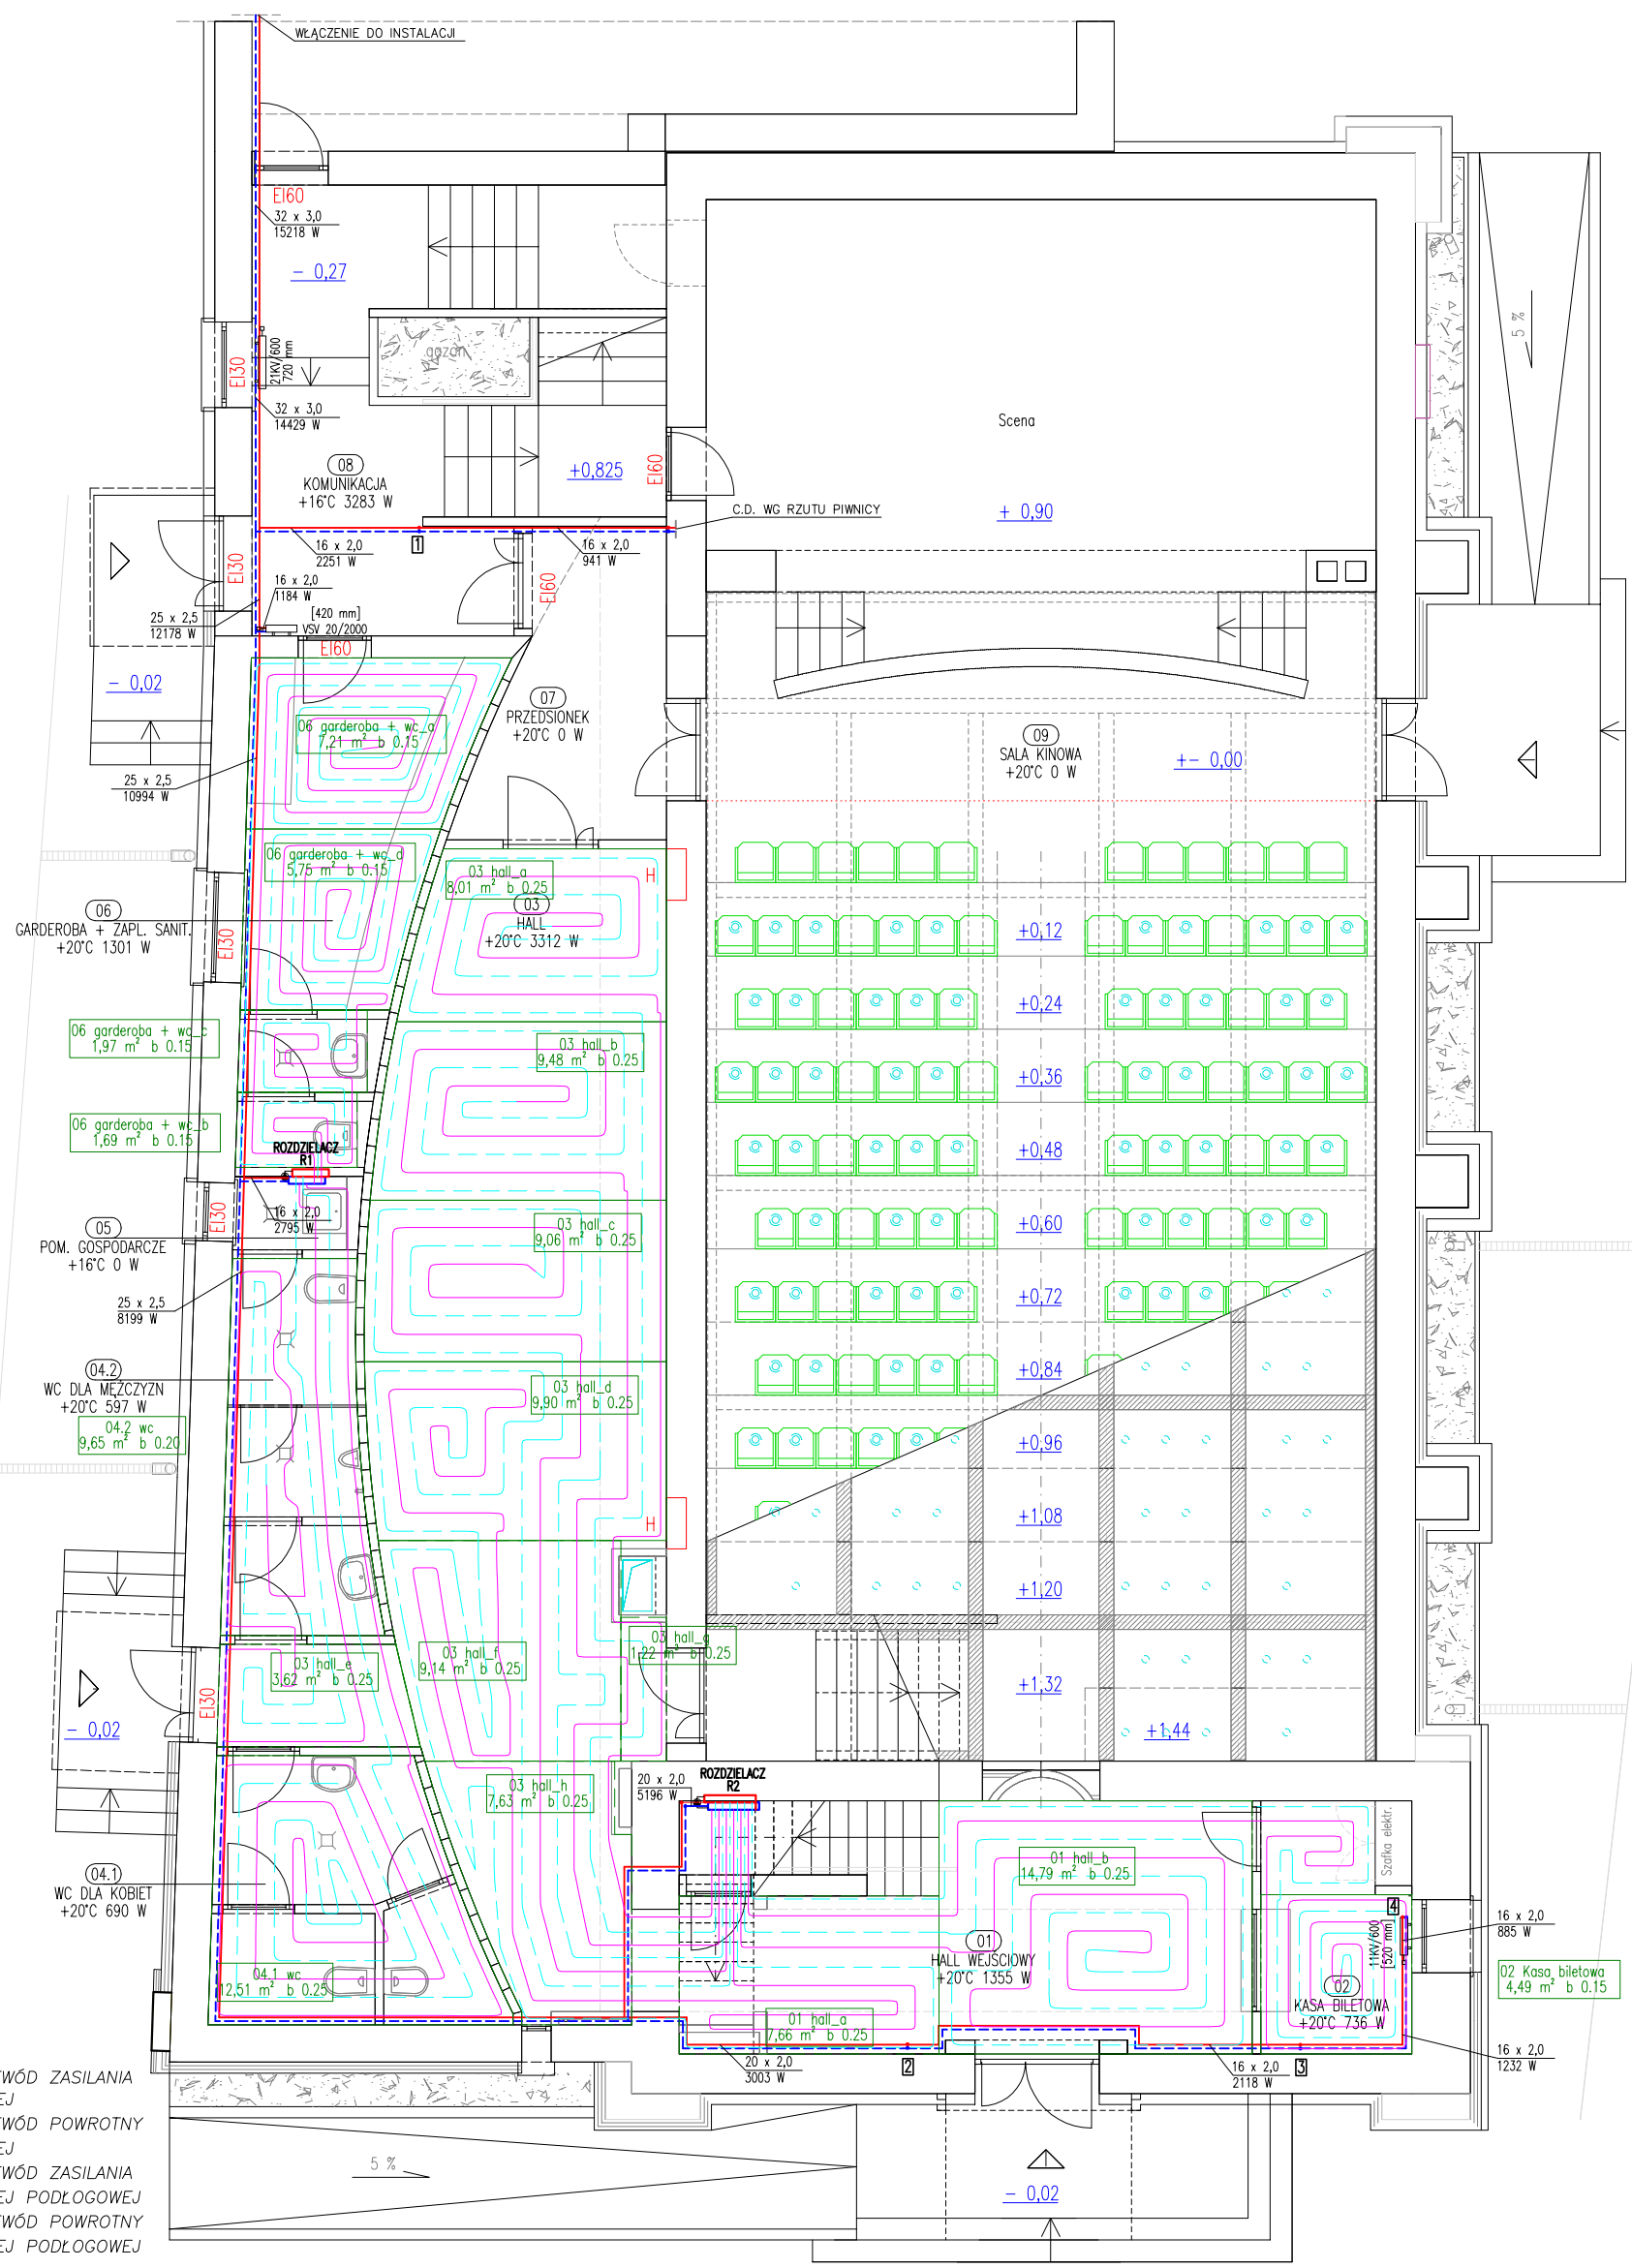 WŁĄCZENIE DO INSTALACJI
EI60
32 x 3,0
15218 W
- 0,27
gazon
21KV/600
720 mm
EI30
32 x 3,0
14429 W
5 %
Scena
08
KOMUNIKACJA
+16°C 3283 W
+0,825
EI60
C.D. WG RZUTU PIWNICY
+ 0,90
1
16 x 2,0
2251 W
16 x 2,0
941 W
EI30
EI60
16 x 2,0
1184 W
[420 mm]
VSV 20/2000
EI60
25 x 2,5
12178 W
- 0,02
07
PRZEDSIONEK
+20°C 0 W
06 garderoba + wc_a
7,21 m² b 0.15
09
SALA KINOWA
+20°C 0 W
+- 0,00
25 x 2,5
10994 W
06 garderoba + wc_d
5,75 m² b 0.15
03 hall_a
8,01 m² b 0.25
H
03
HALL
+20°C 3312 W
06
GARDEROBA + ZAPL. SANIT.
+20°C 1301 W
EI30
+0,12
+0,24
06 garderoba + wc_c
1,97 m² b 0.15
03 hall_b
9,48 m² b 0.25
+0,36
06 garderoba + wc_b
1,69 m² b 0.15
ROZDZIELACZ
R1
+0,48
16 x 2,0
2795 W
EI30
05
POM. GOSPODARCZE
+16°C 0 W
03 hall_c
9,06 m² b 0.25
+0,60
25 x 2,5
8199 W
+0,72
04.2
WC DLA MĘŻCZYZN
+20°C 597 W
04.2 wc
9,65 m² b 0.20
03 hall_d
9,90 m² b 0.25
+0,84
+0,96
H
+1,08
+1,20
03 hall_e
3,62 m² b 0.25
03 hall_f
9,14 m² b 0.25
03 hall_g
1,22 m² b 0.25
EI30
- 0,02
+1,32
+1,44
03 hall_h
7,63 m² b 0.25
20 x 2,0
5196 W
ROZDZIELACZ
R2
01 hall_b
14,79 m² b 0.25
Szafka elektr.
04.1
WC DLA KOBIET
+20°C 690 W
04.1 wc
12,51 m² b 0.25
01
HALL WEJŚCIOWY
+20°C 1355 W
4
11KV/600
[520 mm]
16 x 2,0
885 W
02
KASA BILETOWA
+20°C 736 W
02 Kasa biletowa
4,49 m² b 0.15
01 hall_a
7,66 m² b 0.25
20 x 2,0
3003 W
2
16 x 2,0
2118 W
3
16 x 2,0
1232 W
WÓD ZASILANIA
EJ
WÓD POWROTNY
EJ
WÓD ZASILANIA
EJ PODŁOGOWEJ
WÓD POWROTNY
EJ PODŁOGOWEJ
5 %
- 0,02